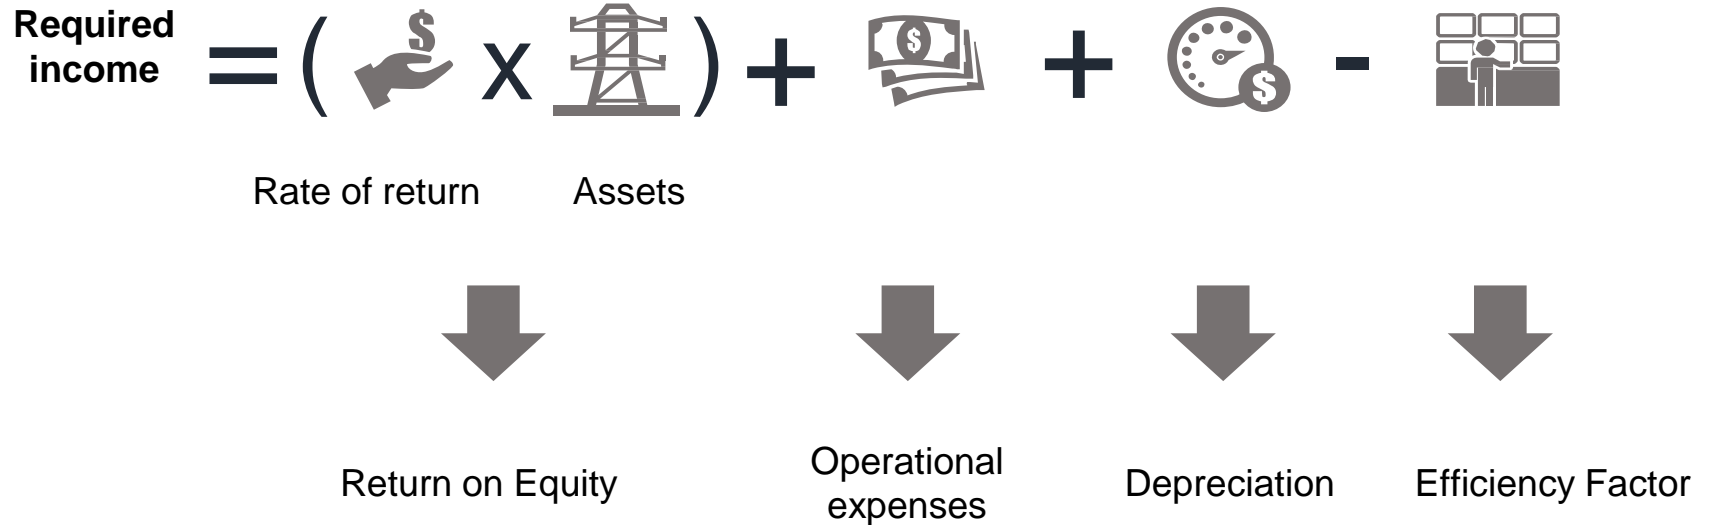 Required
income
= ( $ x ) + $ + $ -
Rate of return
Assets
Return on Equity
Operational
expenses
Depreciation
Efficiency Factor